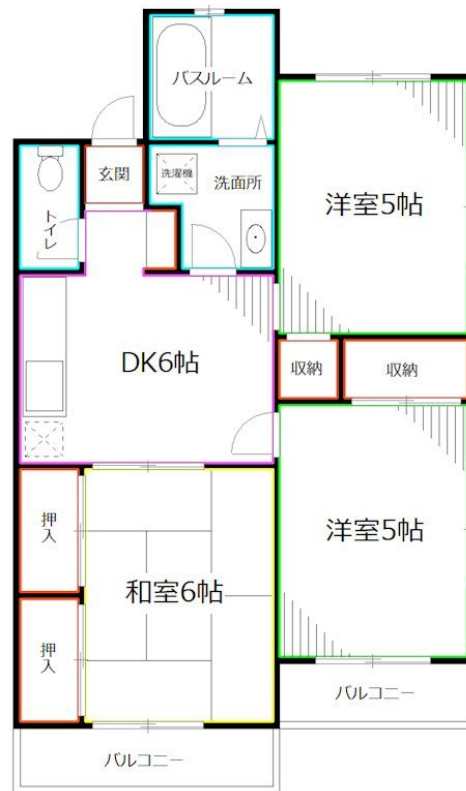 バスルーム
玄関
洗濯機
洗面所
トイレ
洋室5帖
DK6帖
収納
収納
押入
和室6帖
洋室5帖
押入
バルコニー
バルコニー